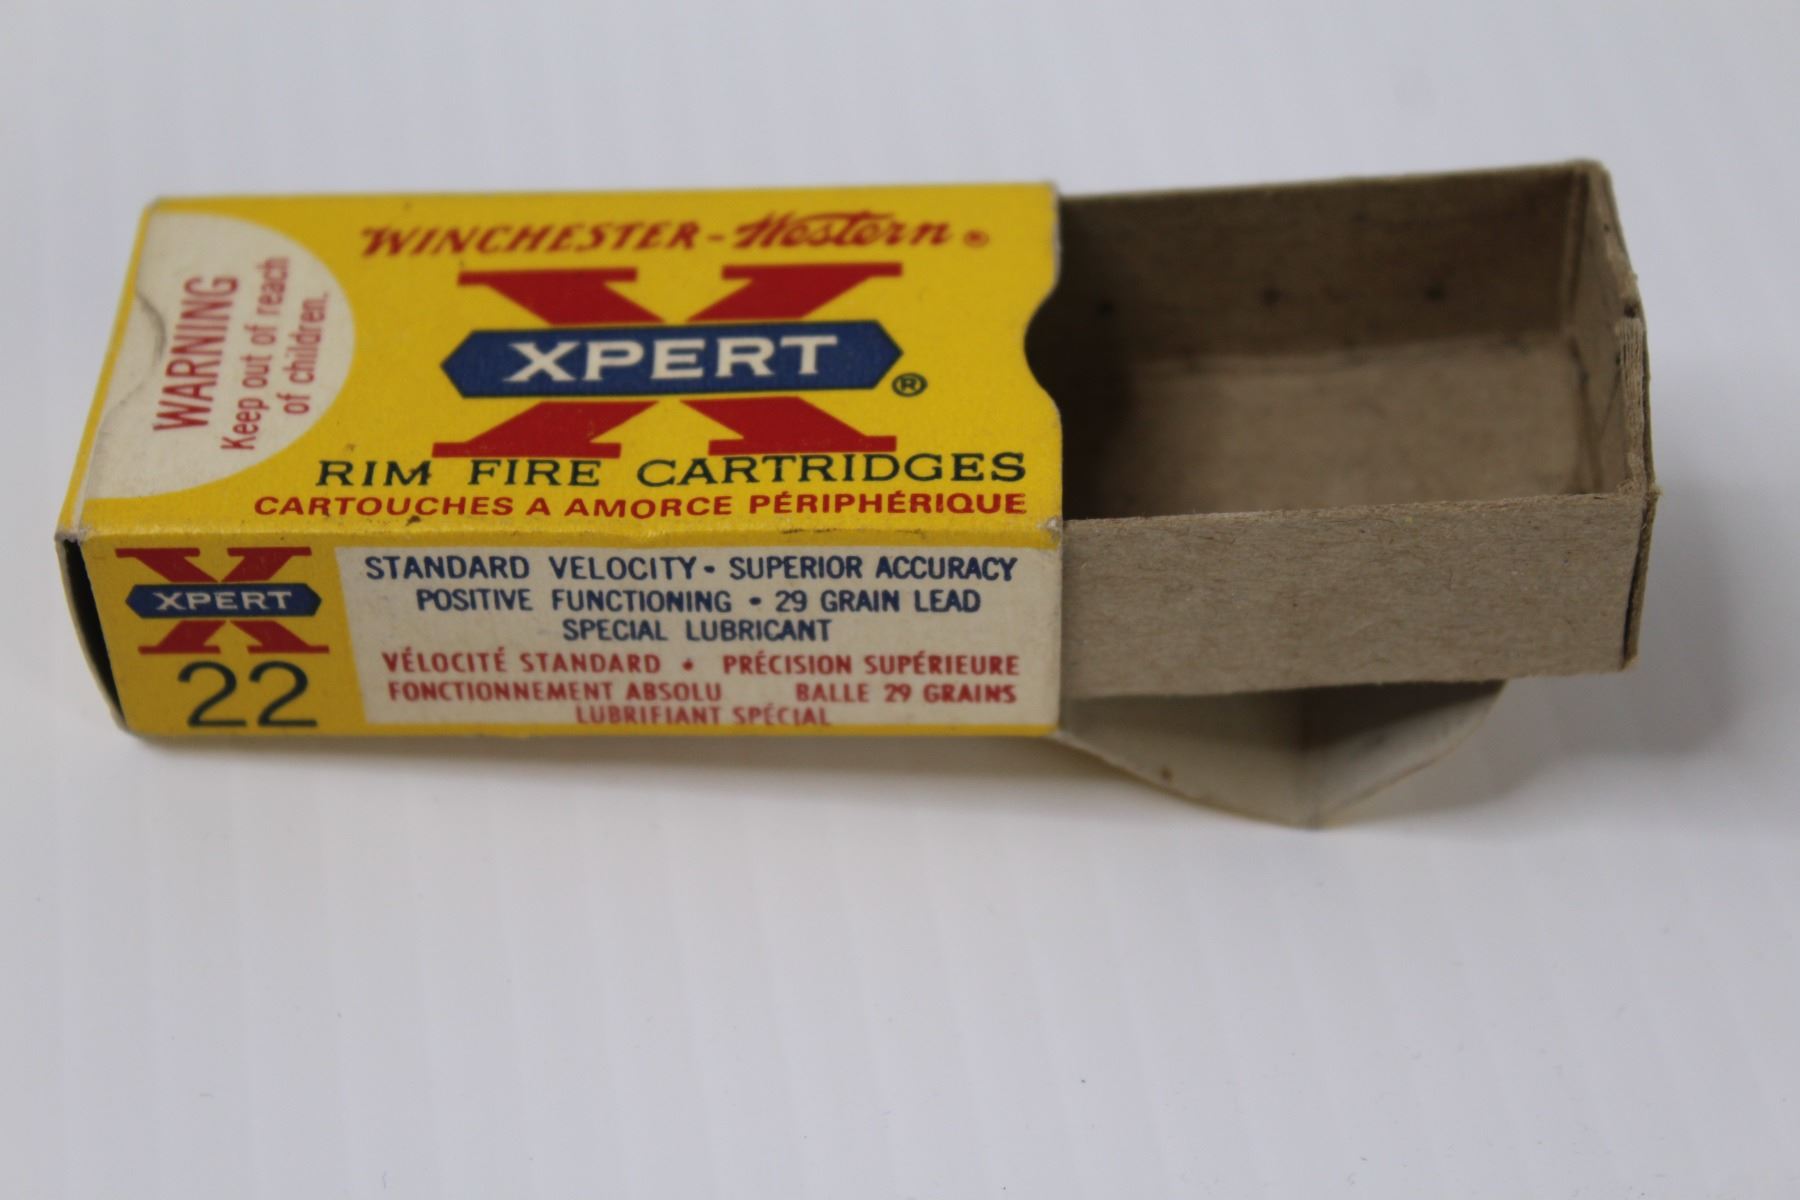 WINCHESTER-Western®
XPERT®
RIM FIRE CARTRIDGES
CARTOUCHES A AMORCE PÉRIPHÉRIQUE
WARNING
Keep out of reach
of children.
XPERT
22
STANDARD VELOCITY • SUPERIOR ACCURACY
POSITIVE FUNCTIONING • 29 GRAIN LEAD
SPECIAL LUBRICANT
VÉLOCITÉ STANDARD • PRÉCISION SUPÉRIEURE
FONCTIONNEMENT ABSOLU BALLE 29 GRAINS
LUBRIFIANT SPÉCIAL